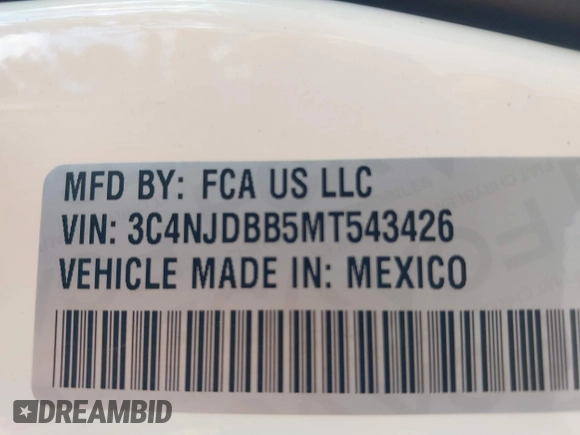 MFD BY: FCA US LLC
VIN: 3C4NJDBB5MT543426
VEHICLE MADE IN: MEXICO
DREAMBID